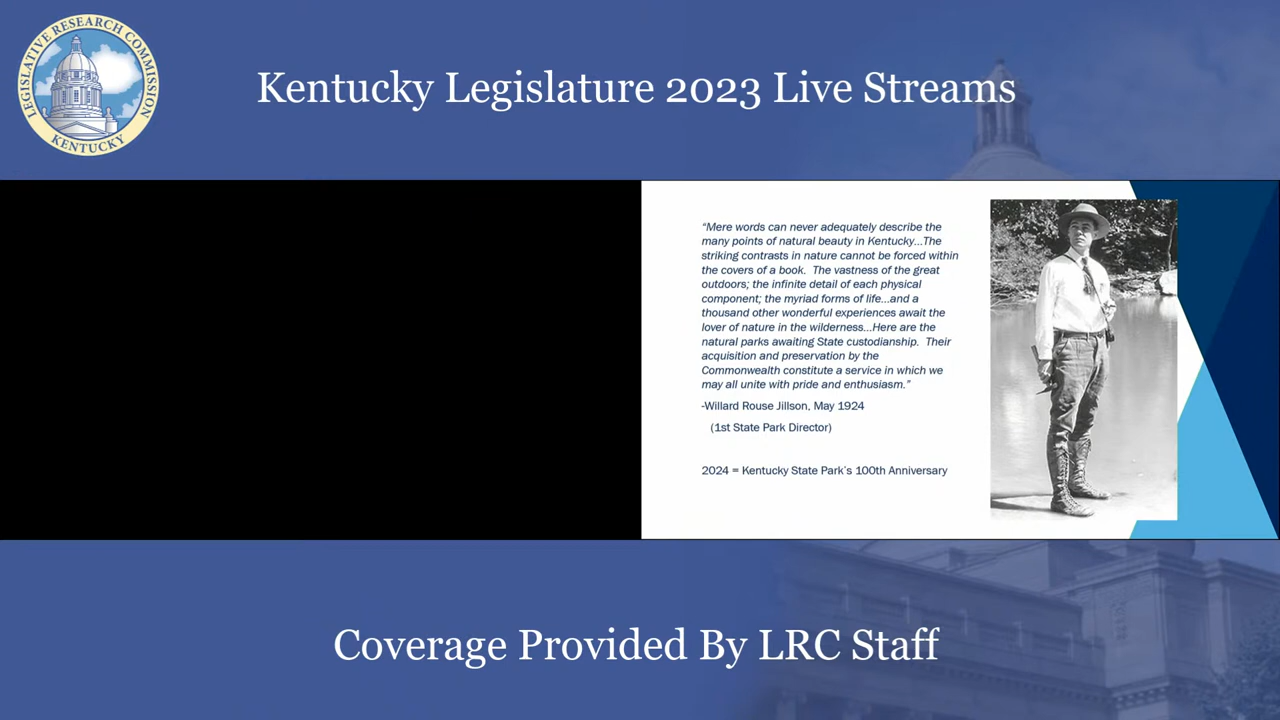 LEGISLATIVE RESEARCH COMMISSION
KENTUCKY
Kentucky Legislature 2023 Live Streams
“Mere words can never adequately describe the
many points of natural beauty in Kentucky...The
striking contrasts in nature cannot be forced within
the covers of a book.  The vastness of the great
outdoors; the infinite detail of each physical
component; the myriad forms of life...and a
thousand other wonderful experiences await the
lover of nature in the wilderness...Here are the
natural parks awaiting State custodianship.  Their
acquisition and preservation by the
Commonwealth constitute a service in which we
may all unite with pride and enthusiasm.”
-Willard Rouse Jillson, May 1924
(1st State Park Director)
2024 = Kentucky State Park's 100th Anniversary
Coverage Provided By LRC Staff